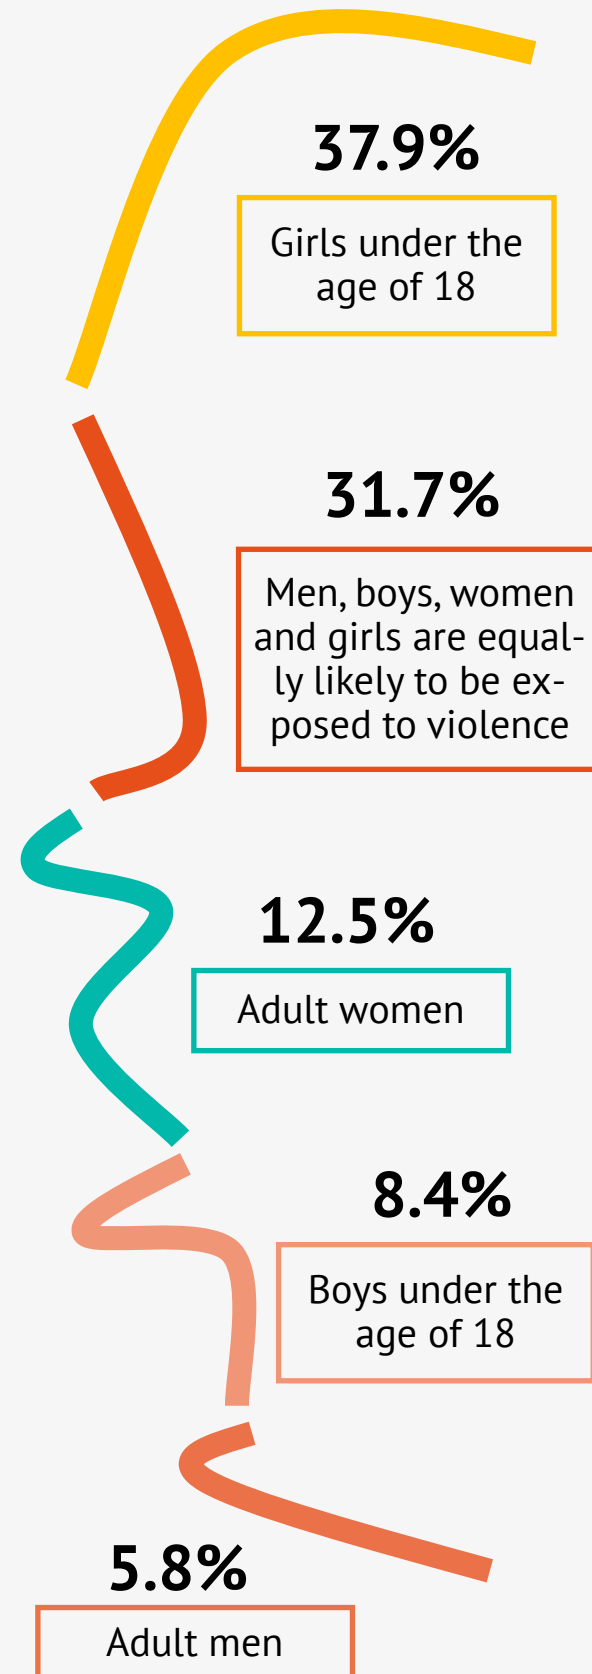 37.9%
Girls under the
age of 18
31.7%
Men, boys, women
and girls are equal-
ly likely to be ex-
posed to violence
12.5%
Adult women
8.4%
Boys under the
age of 18
5.8%
Adult men